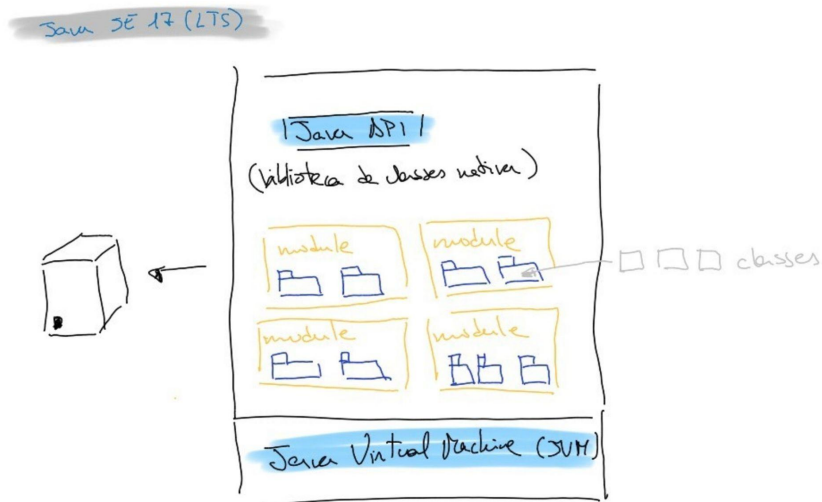 Java SE 17 (LTS)
Java API
(biblioteca de classes nativa)
module
module
classes
module
module
Java Virtual Machine (JVM)